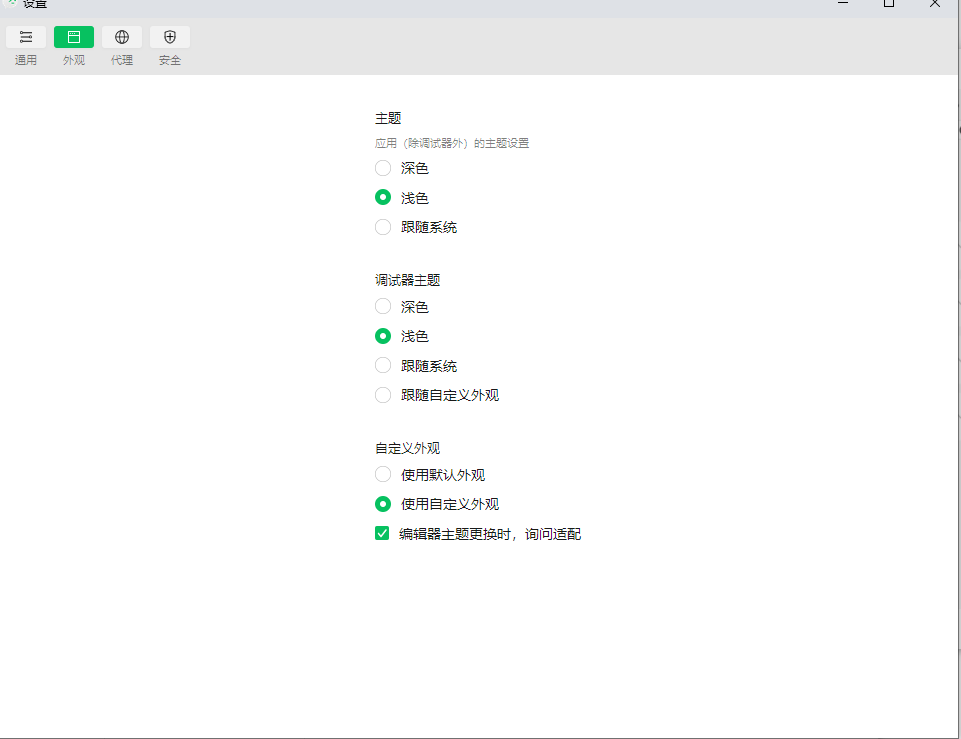 设置
通用
外观
代理
安全
主题
应用（除调试器外）的主题设置
深色
浅色
跟随系统
调试器主题
深色
浅色
跟随系统
跟随自定义外观
自定义外观
使用默认外观
使用自定义外观
编辑器主题更换时，询问适配